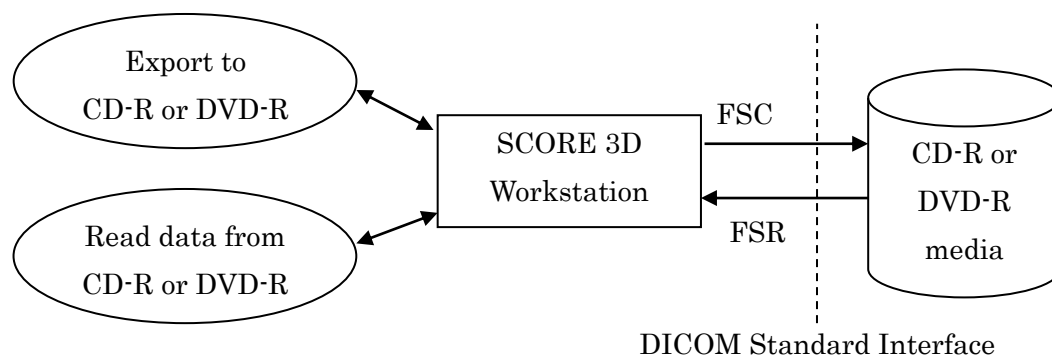 Export to
CD-R or DVD-R
Read data from
CD-R or DVD-R
SCORE 3D
Workstation
FSC
FSR
CD-R or
DVD-R
media
DICOM Standard Interface